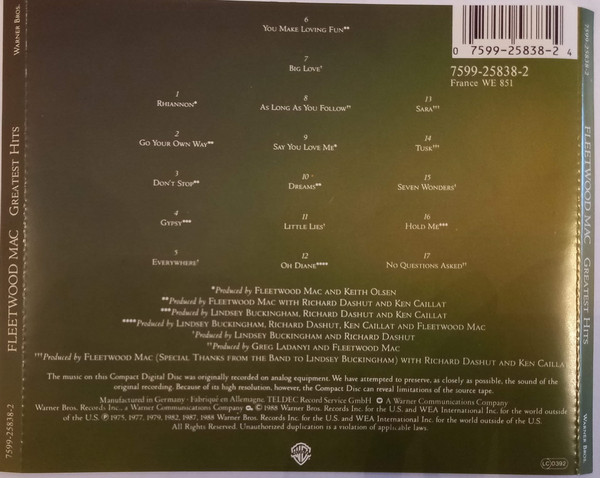 6
YOU MAKE LOVING FUN**
7
BIG LOVE†
1
RHIANNON*
8
AS LONG AS YOU FOLLOW††
13
SARA†††
2
GO YOUR OWN WAY**
9
SAY YOU LOVE ME*
14
TUSK†††
3
DON'T STOP**
10
DREAMS**
15
SEVEN WONDERS†
4
GYPSY***
11
LITTLE LIES†
16
HOLD ME***
5
EVERYWHERE†
12
OH DIANE****
17
NO QUESTIONS ASKED††
*Produced by FLEETWOOD MAC AND KEITH OLSEN
**Produced by FLEETWOOD MAC WITH RICHARD DASHUT AND KEN CAILLAT
***Produced by LINDSEY BUCKINGHAM, RICHARD DASHUT AND KEN CAILLAT
****Produced by LINDSEY BUCKINGHAM, RICHARD DASHUT, KEN CAILLAT AND FLEETWOOD MAC
†Produced by LINDSEY BUCKINGHAM AND RICHARD DASHUT
††Produced by GREG LADANYI AND FLEETWOOD MAC
†††Produced by FLEETWOOD MAC (SPECIAL THANKS FROM THE BAND TO LINDSEY BUCKINGHAM) WITH RICHARD DASHUT AND KEN CAILLA
The music on this Compact Digital Disc was originally recorded on analog equipment. We have attempted to preserve, as closely as possible, the sound of the
original recording. Because of its high resolution, however, the Compact Disc can reveal limitations of the source tape.
Manufactured in Germany · Fabriqué en Allemagne. TELDEC Record Service GmbH A Warner Communications Company
Warner Bros. Records Inc., a Warner Communications Company © 1988 Warner Bros. Records Inc. for the U.S. and WEA International Inc. for the world outside
of the U.S. ℗ 1975, 1977, 1979, 1982, 1987, 1988 Warner Bros. Records Inc. for the U.S. and WEA International Inc. for the world outside of the U.S.
All Rights Reserved. Unauthorized duplication is a violation of applicable laws.
0 7599-25838-2 4
7599-25838-2
France WE 851
LC 0392
WB
7599-25838-2 FLEETWOOD MAC GREATEST HITS WARNER BROS.
7599-25838-2 FLEETWOOD MAC GREATEST HITS WARNER BROS.